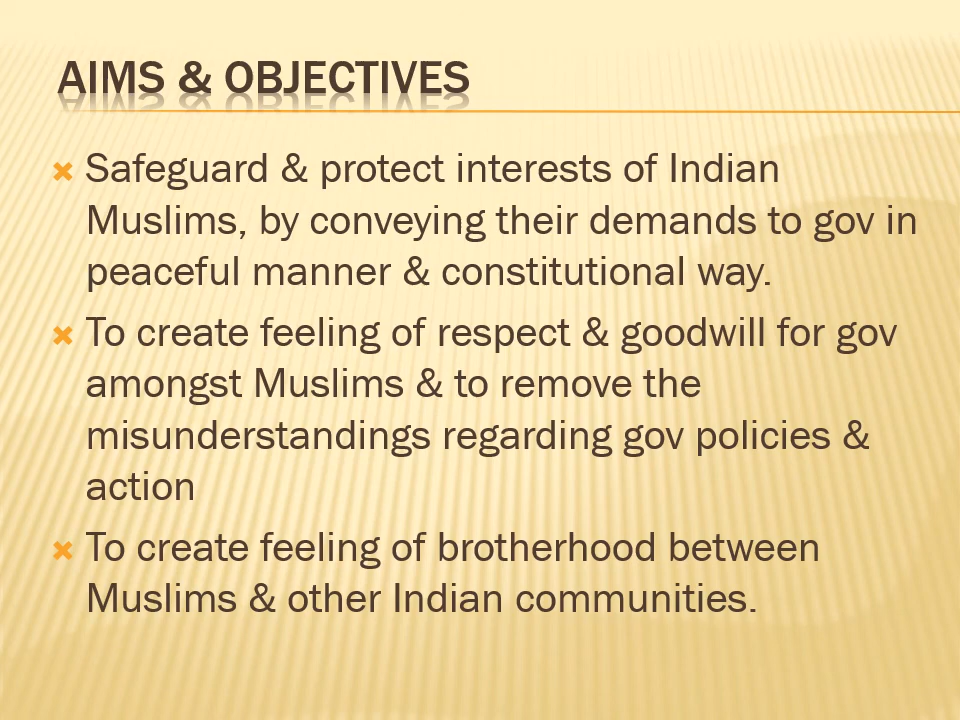 AIMS & OBJECTIVES
Safeguard & protect interests of Indian
Muslims, by conveying their demands to gov in
peaceful manner & constitutional way.
To create feeling of respect & goodwill for gov
amongst Muslims & to remove the
misunderstandings regarding gov policies &
action
To create feeling of brotherhood between
Muslims & other Indian communities.